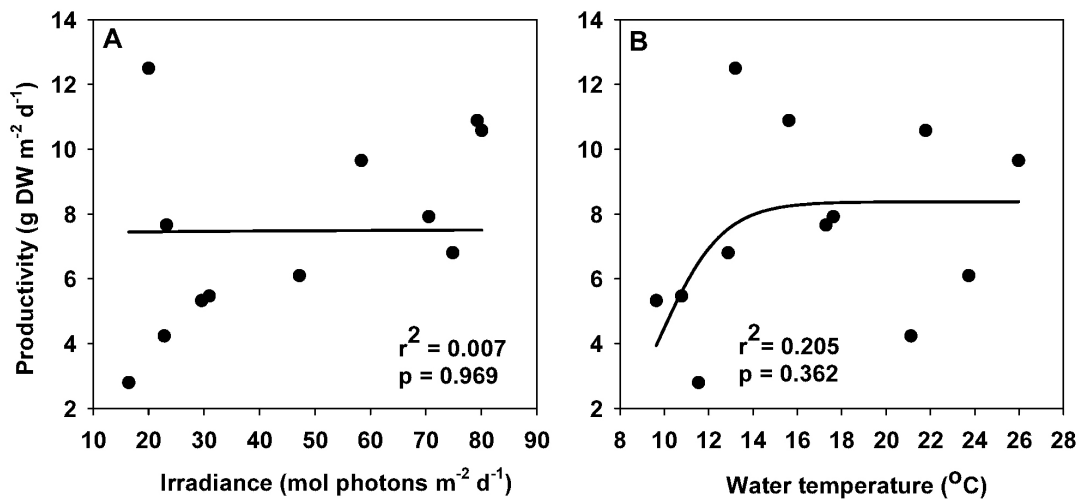 A
B
Productivity (g DW m⁻² d⁻¹)
14
12
10
8
6
4
2
r² = 0.007
p = 0.969
10 20 30 40 50 60 70 80 90
Irradiance (mol photons m⁻² d⁻¹)
14
12
10
8
6
4
2
r²= 0.205
p = 0.362
8 10 12 14 16 18 20 22 24 26 28
Water temperature (°C)